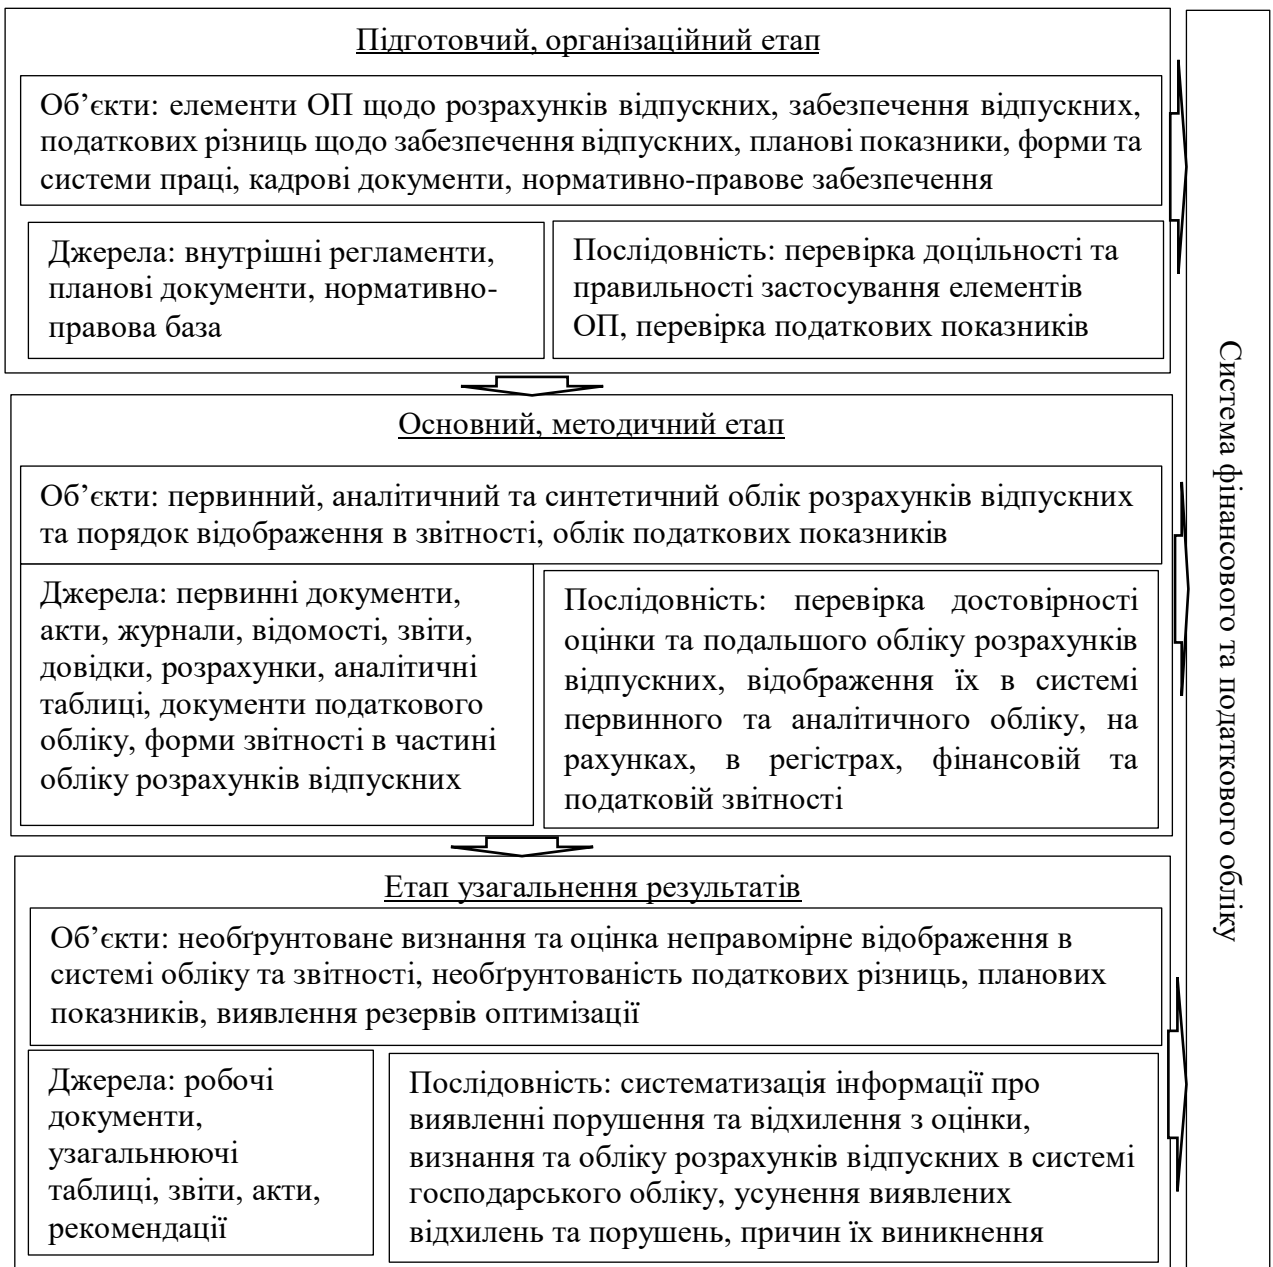 Підготовчий, організаційний етап
Об’єкти: елементи ОП щодо розрахунків відпускних, забезпечення відпускних,
податкових різниць щодо забезпечення відпускних, планові показники, форми та
системи праці, кадрові документи, нормативно-правове забезпечення
Джерела: внутрішні регламенти,
планові документи, нормативно-
правова база
Послідовність: перевірка доцільності та
правильності застосування елементів
ОП, перевірка податкових показників
Основний, методичний етап
Об’єкти: первинний, аналітичний та синтетичний облік розрахунків відпускних
та порядок відображення в звітності, облік податкових показників
Джерела: первинні документи,
акти, журнали, відомості, звіти,
довідки, розрахунки, аналітичні
таблиці, документи податкового
обліку, форми звітності в частині
обліку розрахунків відпускних
Послідовність: перевірка достовірності
оцінки та подальшого обліку розрахунків
відпускних, відображення їх в системі
первинного та аналітичного обліку, на
рахунках, в регістрах, фінансовій та
податковій звітності
Етап узагальнення результатів
Об’єкти: необґрунтоване визнання та оцінка неправомірне відображення в
системі обліку та звітності, необґрунтованість податкових різниць, планових
показників, виявлення резервів оптимізації
Джерела: робочі
документи,
узагальнюючі
таблиці, звіти, акти,
рекомендації
Послідовність: систематизація інформації про
виявленні порушення та відхилення з оцінки,
визнання та обліку розрахунків відпускних в системі
господарського обліку, усунення виявлених
відхилень та порушень, причин їх виникнення
Система фінансового та податкового обліку